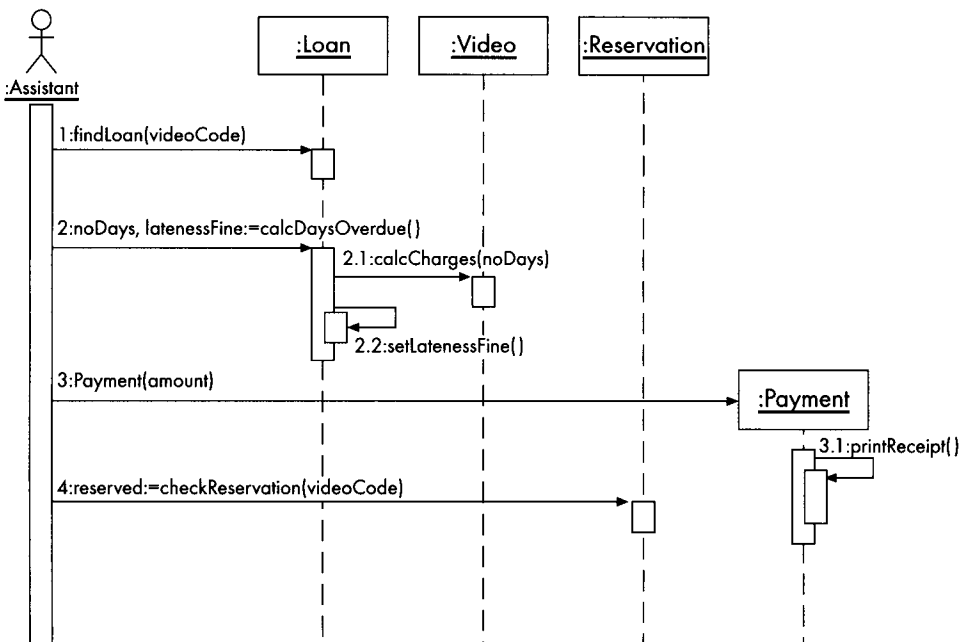 :Loan
:Video
:Reservation
:Assistant
1:findLoan(videoCode)
2:noDays, latenessFine:=calcDaysOverdue()
2.1:calcCharges(noDays)
2.2:setLatenessFine()
3:Payment(amount)
:Payment
3.1:printReceipt()
4:reserved:=checkReservation(videoCode)